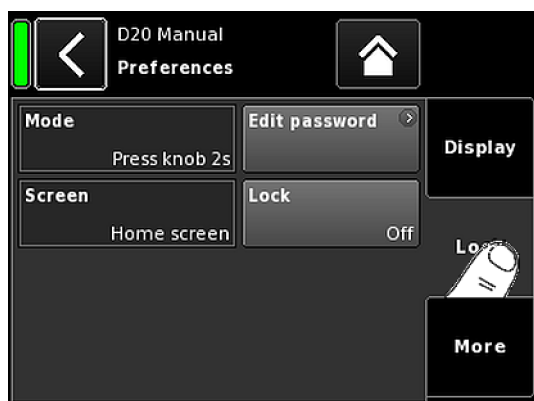 D20 Manual
Preferences
Mode
Press knob 2s
Edit password
Display
Screen
Home screen
Lock
Off
More